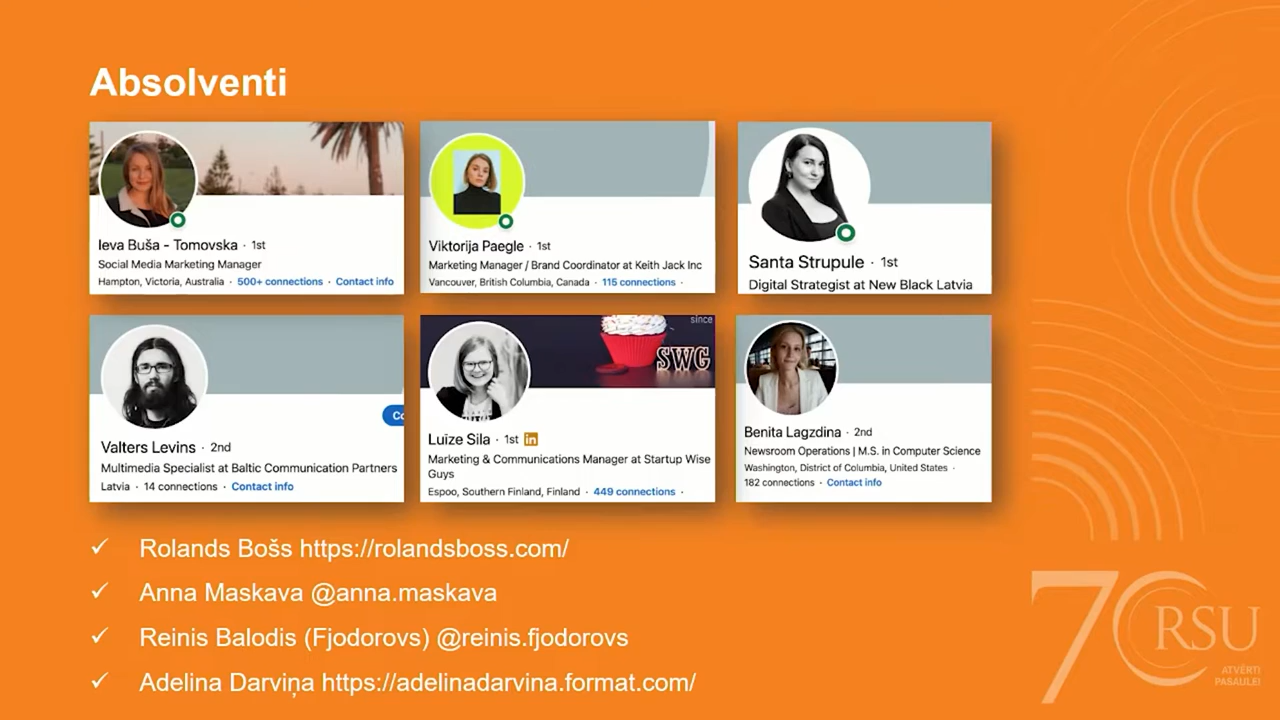 Absolventi
Ieva Buša - Tomovska · 1st
Social Media Marketing Manager
Hampton, Victoria, Australia · 500+ connections · Contact info
Viktorija Paegle · 1st
Marketing Manager / Brand Coordinator at Keith Jack Inc
Vancouver, British Columbia, Canada · 115 connections ·
Santa Strupule · 1st
Digital Strategist at New Black Latvia
Co
Valters Levins · 2nd
Multimedia Specialist at Baltic Communication Partners
Latvia · 14 connections · Contact info
since
SWG
Luīze Sila · 1st in
Marketing & Communications Manager at Startup Wise
Guys
Espoo, Southern Finland, Finland · 449 connections ·
Benita Lagzdina · 2nd
Newsroom Operations | M.S. in Computer Science
Washington, District of Columbia, United States ·
182 connections · Contact info
✓ Rolands Bošs https://rolandsboss.com/
✓ Anna Maskava @anna.maskava
✓ Reinis Balodis (Fjodorovs) @reinis.fjodorovs
✓ Adelina Darviņa https://adelinadarvina.format.com/
70 RSU
ATVĒRTI
PASAULEI